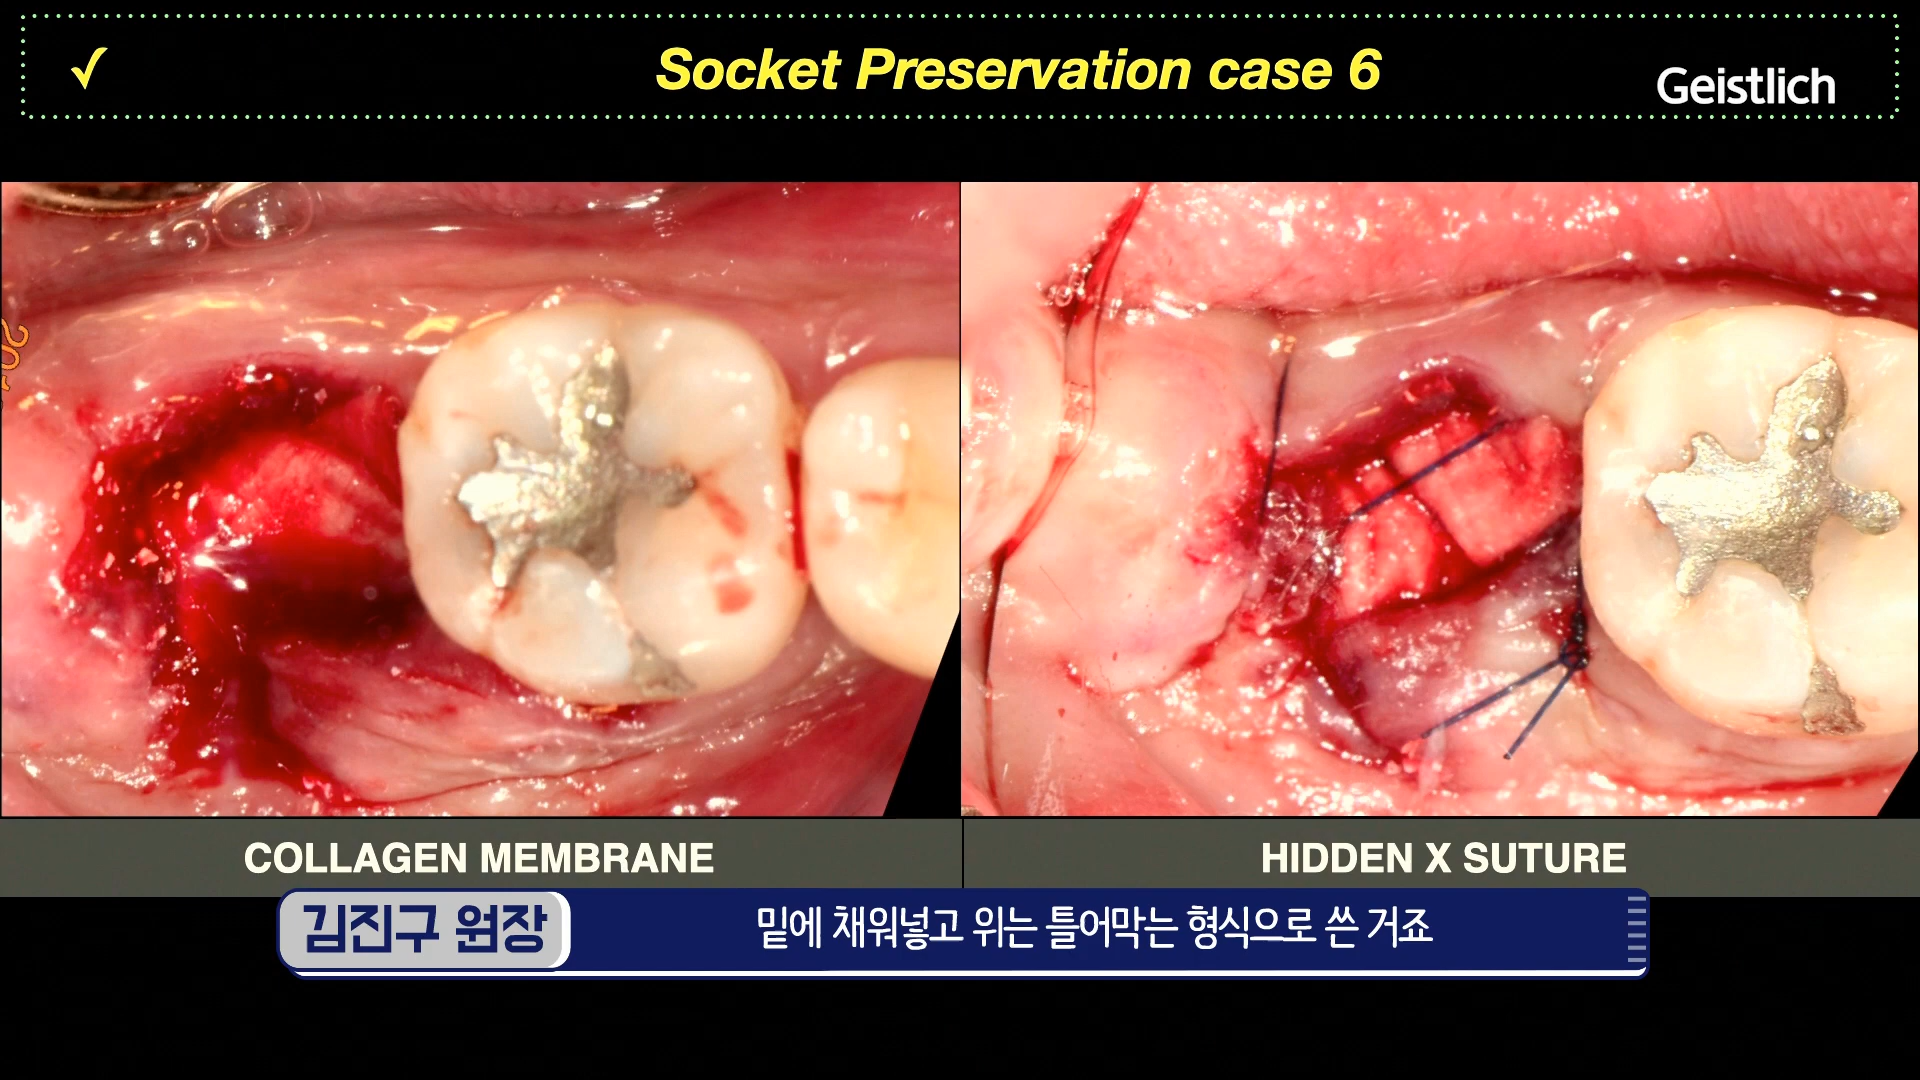 ✓ Socket Preservation case 6
Geistlich
COLLAGEN MEMBRANE
HIDDEN X SUTURE
김진구 원장
밑에 채워넣고 위는 틀어막는 형식으로 쓴 거죠